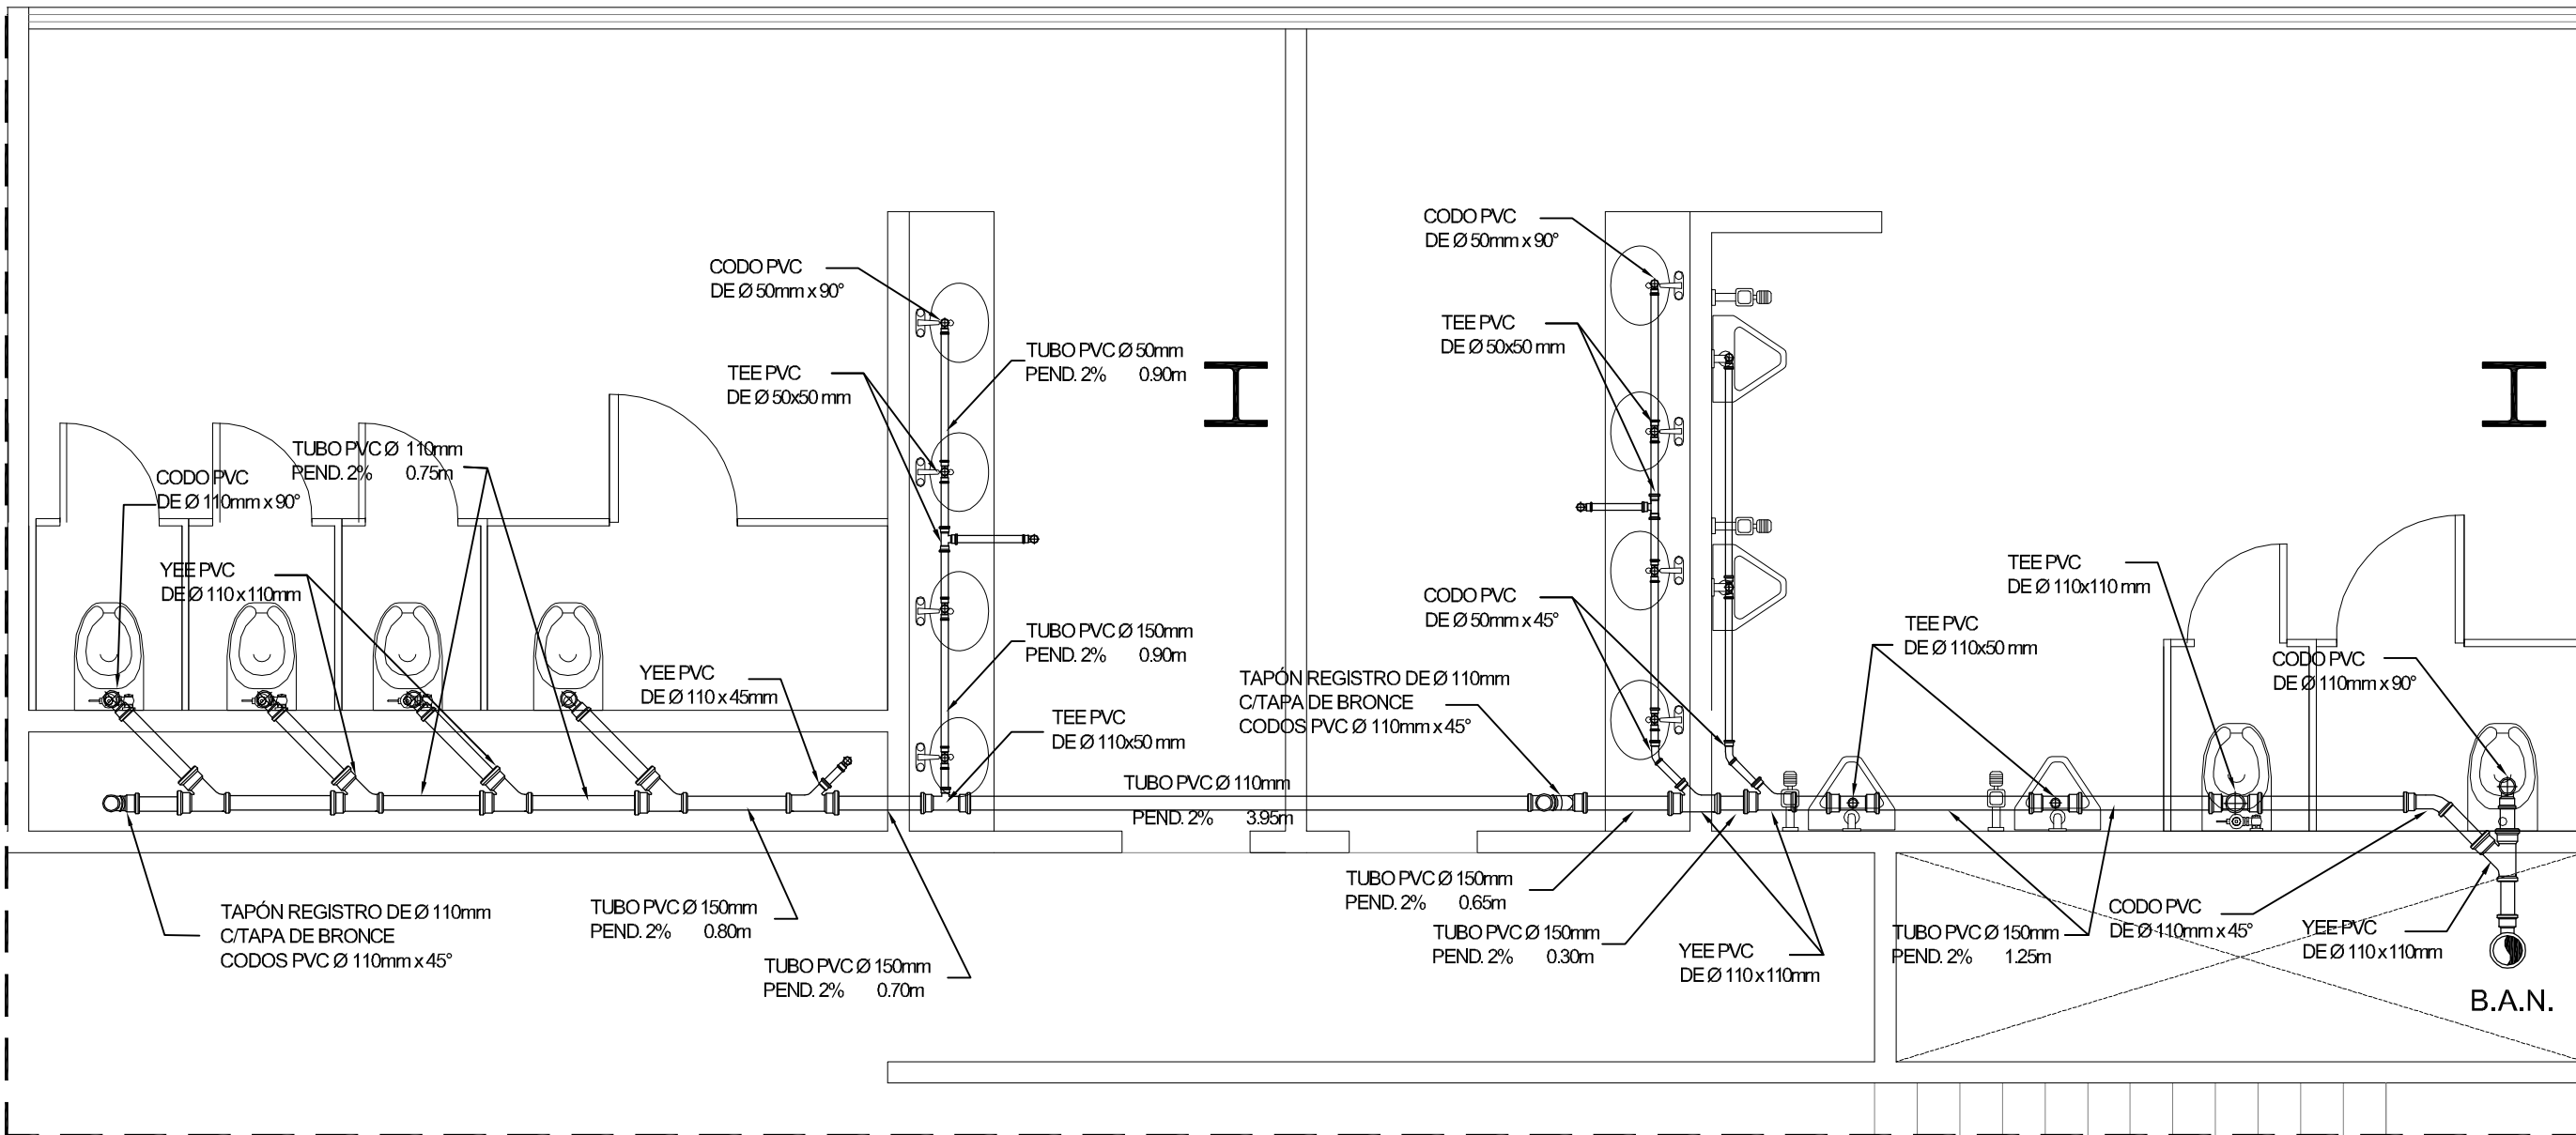 CODO PVC
DE Ø 50mm x 90°
CODO PVC
DE Ø 50mm x 90°
TEE PVC
DE Ø 50x50 mm
TUBO PVC Ø 50mm
PEND. 2% 0.90m
TEE PVC
DE Ø 50x50 mm
TUBO PVC Ø 110mm
PEND. 2% 0.75m
CODO PVC
DE Ø 110mm x 90°
YEE PVC
DE Ø 110 x 110mm
TEE PVC
DE Ø 110x110 mm
CODO PVC
DE Ø 50mm x 45°
TEE PVC
DE Ø 110x50 mm
TUBO PVC Ø 150mm
PEND. 2% 0.90m
CODO PVC
DE Ø 110mm x 90°
YEE PVC
DE Ø 110 x 45mm
TAPÓN REGISTRO DE Ø 110mm
C/TAPA DE BRONCE
CODOS PVC Ø 110mm x 45°
TEE PVC
DE Ø 110x50 mm
TUBO PVC Ø 110mm
PEND. 2% 3.95m
TAPÓN REGISTRO DE Ø 110mm
C/TAPA DE BRONCE
CODOS PVC Ø 110mm x 45°
TUBO PVC Ø 150mm
PEND. 2% 0.80m
TUBO PVC Ø 150mm
PEND. 2% 0.70m
TUBO PVC Ø 150mm
PEND. 2% 0.65m
TUBO PVC Ø 150mm
PEND. 2% 0.30m
YEE PVC
DE Ø 110 x 110mm
TUBO PVC Ø 150mm
PEND. 2% 1.25m
CODO PVC
DE Ø 110mm x 45°
YEE PVC
DE Ø 110 x 110mm
B.A.N.